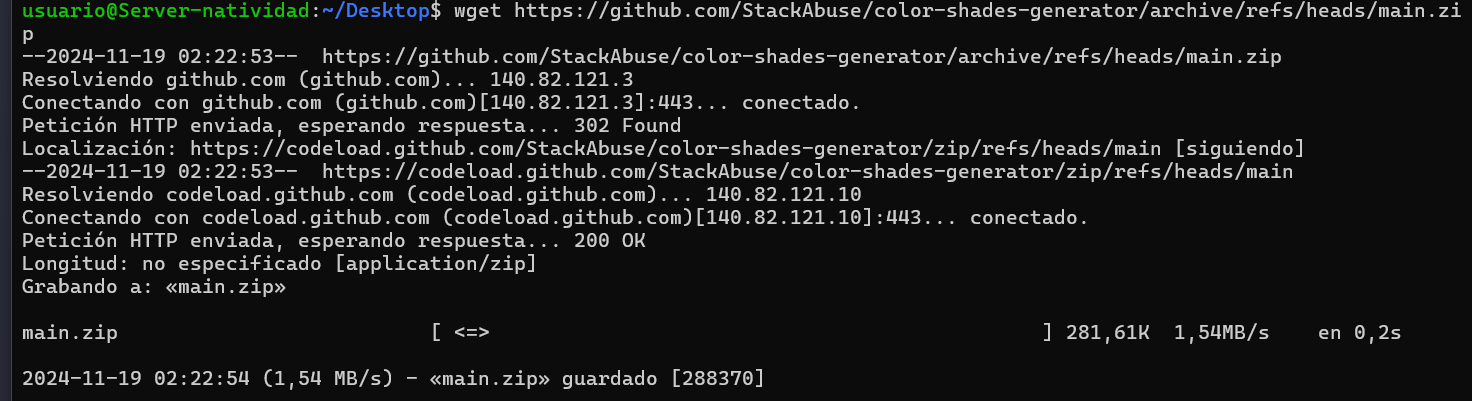 usuario@Server-natividad:~/Desktop$ wget https://github.com/StackAbuse/color-shades-generator/archive/refs/heads/main.zi
p
--2024-11-19 02:22:53--  https://github.com/StackAbuse/color-shades-generator/archive/refs/heads/main.zip
Resolviendo github.com (github.com)... 140.82.121.3
Conectando con github.com (github.com)[140.82.121.3]:443... conectado.
Petición HTTP enviada, esperando respuesta... 302 Found
Localización: https://codeload.github.com/StackAbuse/color-shades-generator/zip/refs/heads/main [siguiendo]
--2024-11-19 02:22:53--  https://codeload.github.com/StackAbuse/color-shades-generator/zip/refs/heads/main
Resolviendo codeload.github.com (codeload.github.com)... 140.82.121.10
Conectando con codeload.github.com (codeload.github.com)[140.82.121.10]:443... conectado.
Petición HTTP enviada, esperando respuesta... 200 OK
Longitud: no especificado [application/zip]
Grabando a: «main.zip»
main.zip                          [ <=>                                              ] 281,61K  1,54MB/s    en 0,2s
2024-11-19 02:22:54 (1,54 MB/s) - «main.zip» guardado [288370]